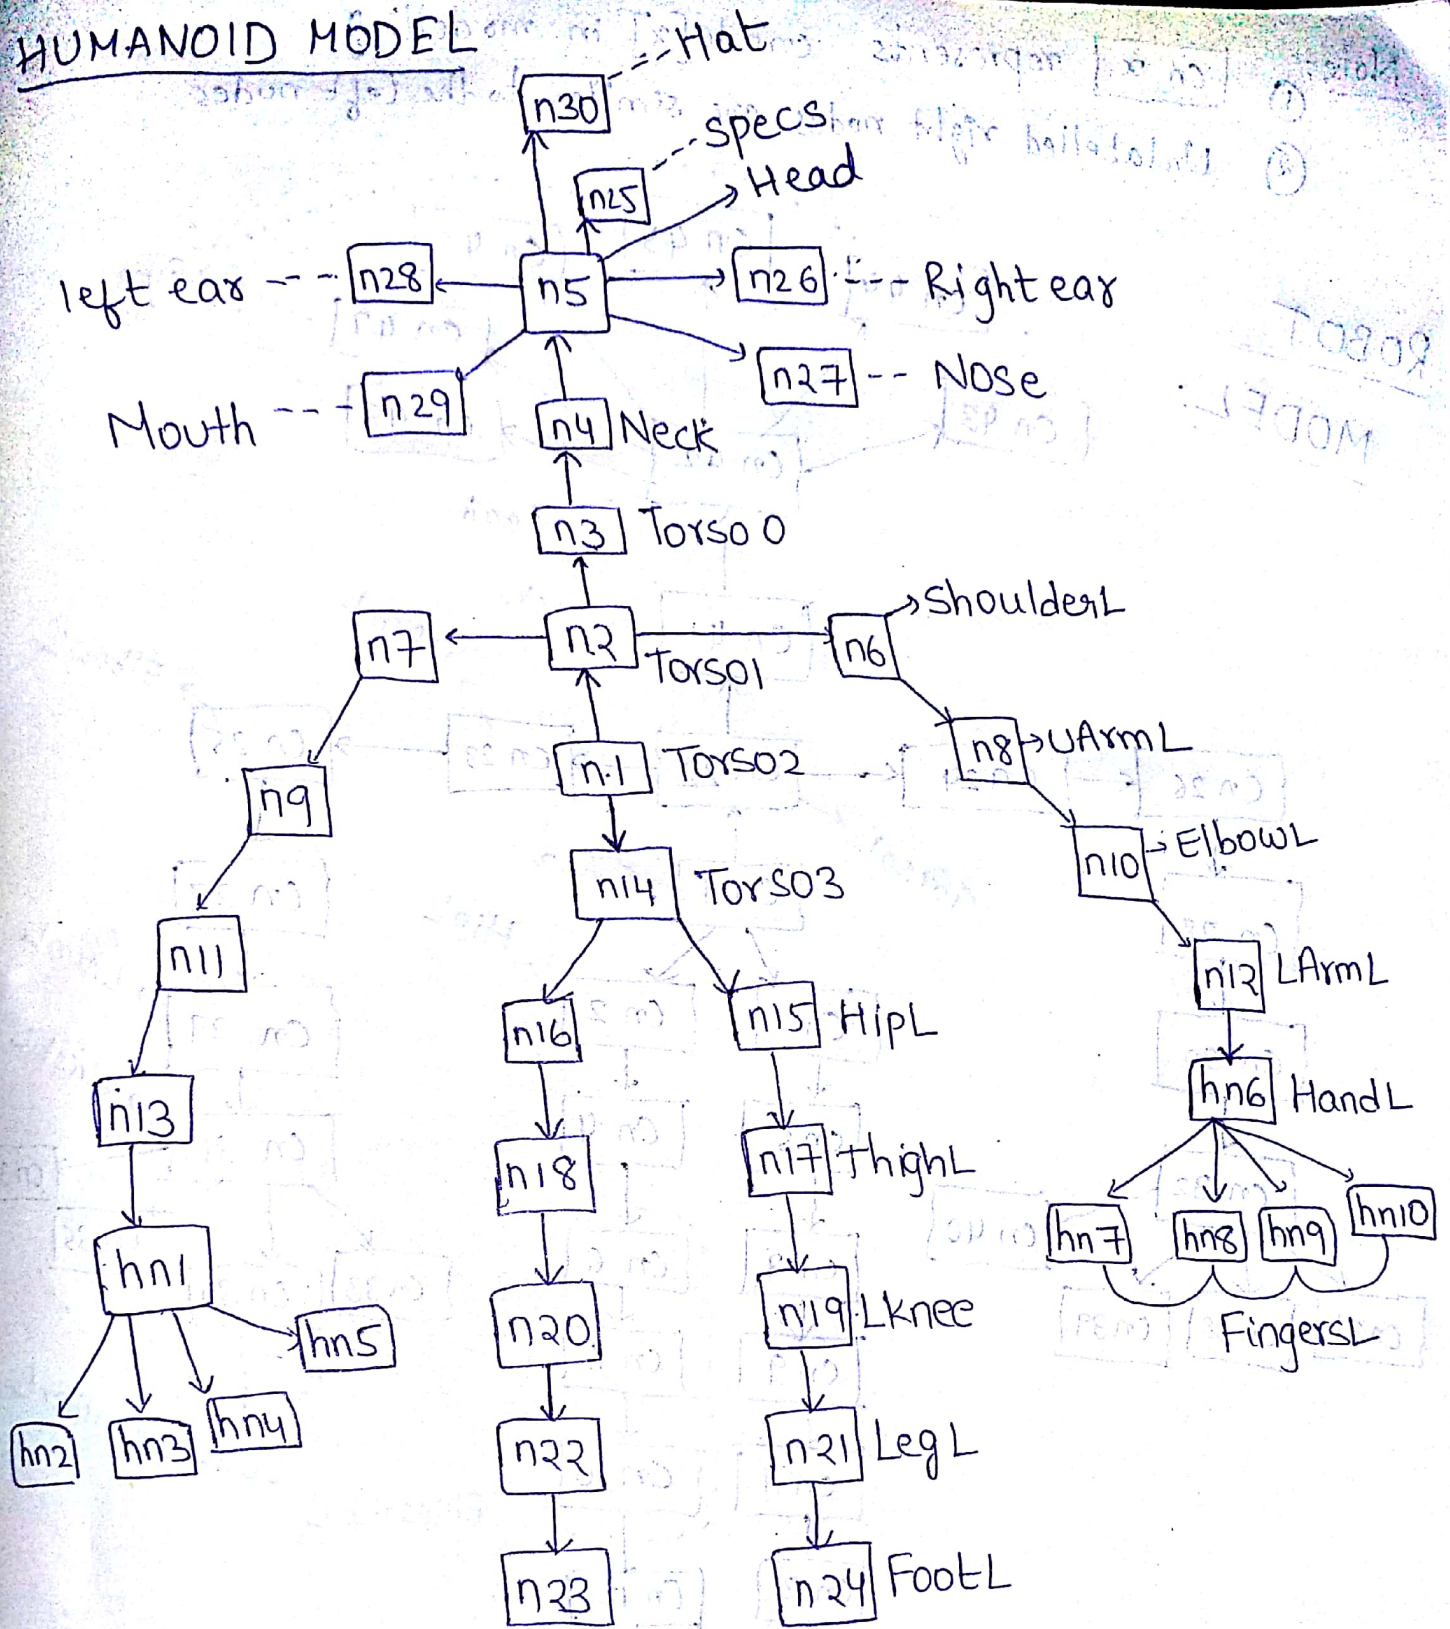 HUMANOID MODEL
Hat
n30
specs
Head
n25
left ear
n28
n5
n26
Right ear
n27
Nose
Mouth
n29
n4 Neck
n3 Torso 0
ShoulderL
n7
n2
Torso1
n6
n8 UArmL
n1 Torso2
n9
n10 ElbowL
n14 Torso3
n11
n12 LArmL
n16
n15 HipL
hn6 HandL
n13
n18
n17 thighL
hn7
hn8
hn9
hn10
hn1
n20
n19 Lknee
FingersL
hn5
hn2
hn3
hn4
n22
n21 LegL
n23
n24 FootL
ROBOT
MODEL: